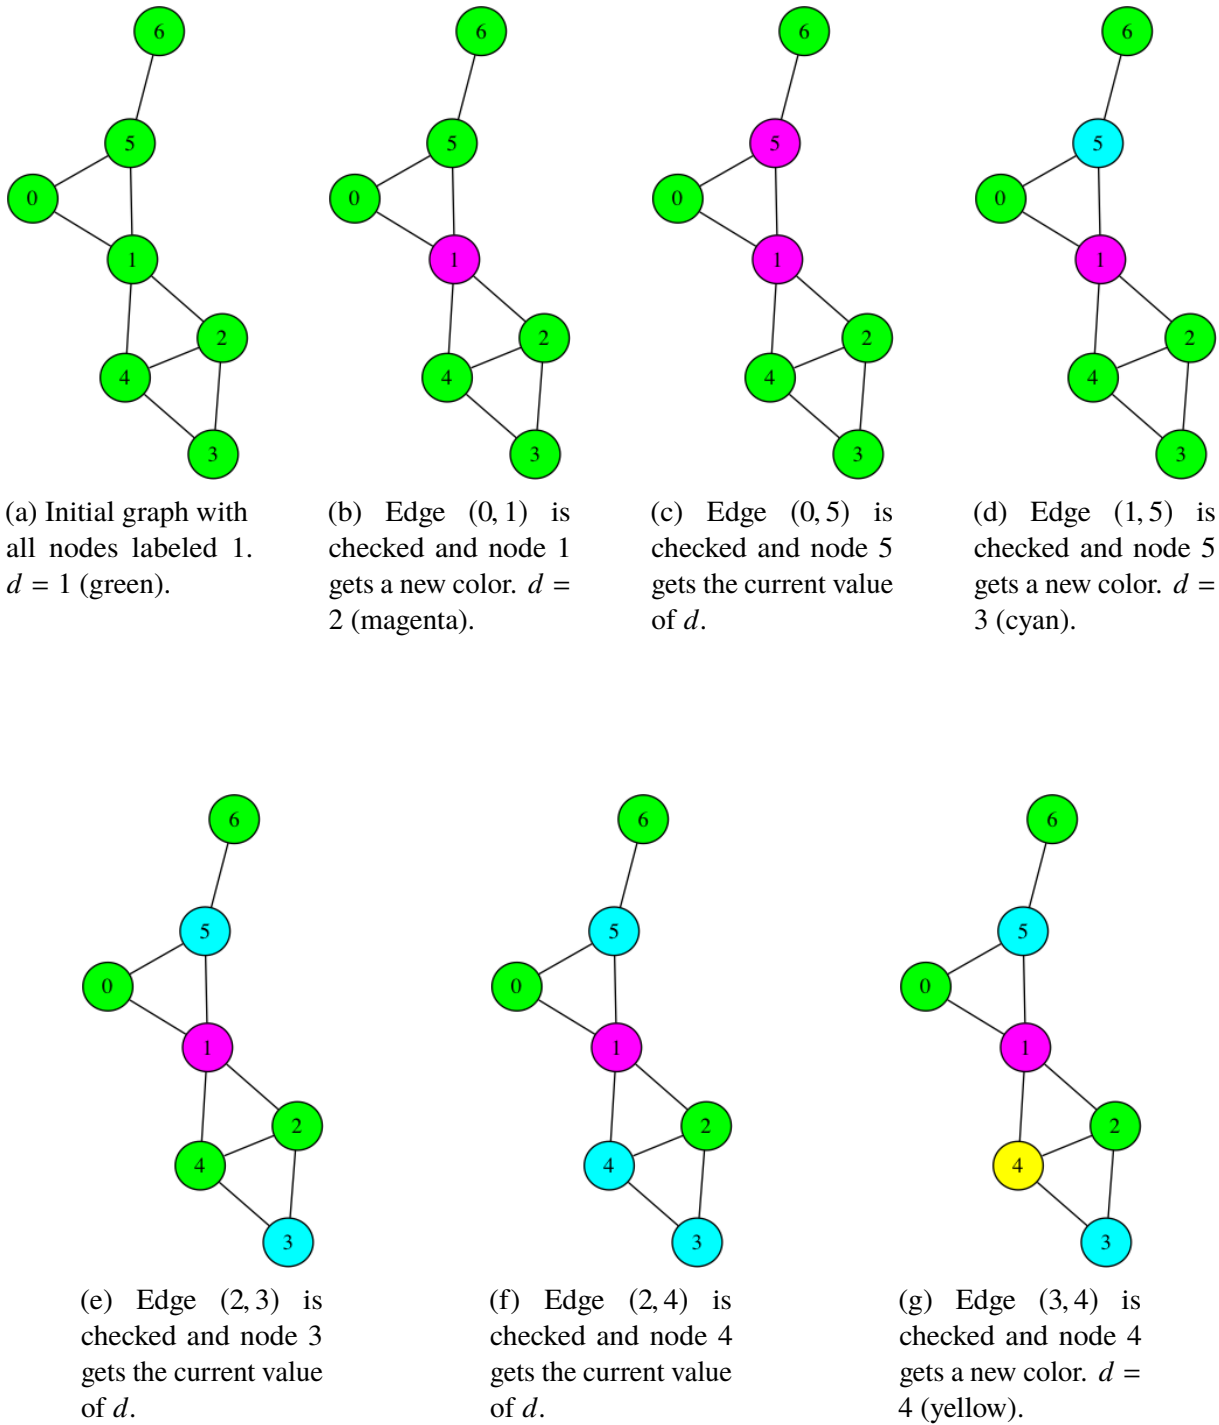 6 6 6 6
5 5 5 5
0 0 0 0
1 1 1 1
2 2 2 2
4 4 4 4
3 3 3 3
(a) Initial graph with
all nodes labeled 1.
d = 1 (green).
(b) Edge (0, 1) is
checked and node 1
gets a new color. d =
2 (magenta).
(c) Edge (0, 5) is
checked and node 5
gets the current value
of d.
(d) Edge (1, 5) is
checked and node 5
gets a new color. d =
3 (cyan).
6 6 6
5 5 5
0 0 0
1 1 1
2 2 2
4 4 4
3 3 3
(e) Edge (2, 3) is
checked and node 3
gets the current value
of d.
(f) Edge (2, 4) is
checked and node 4
gets the current value
of d.
(g) Edge (3, 4) is
checked and node 4
gets a new color. d =
4 (yellow).